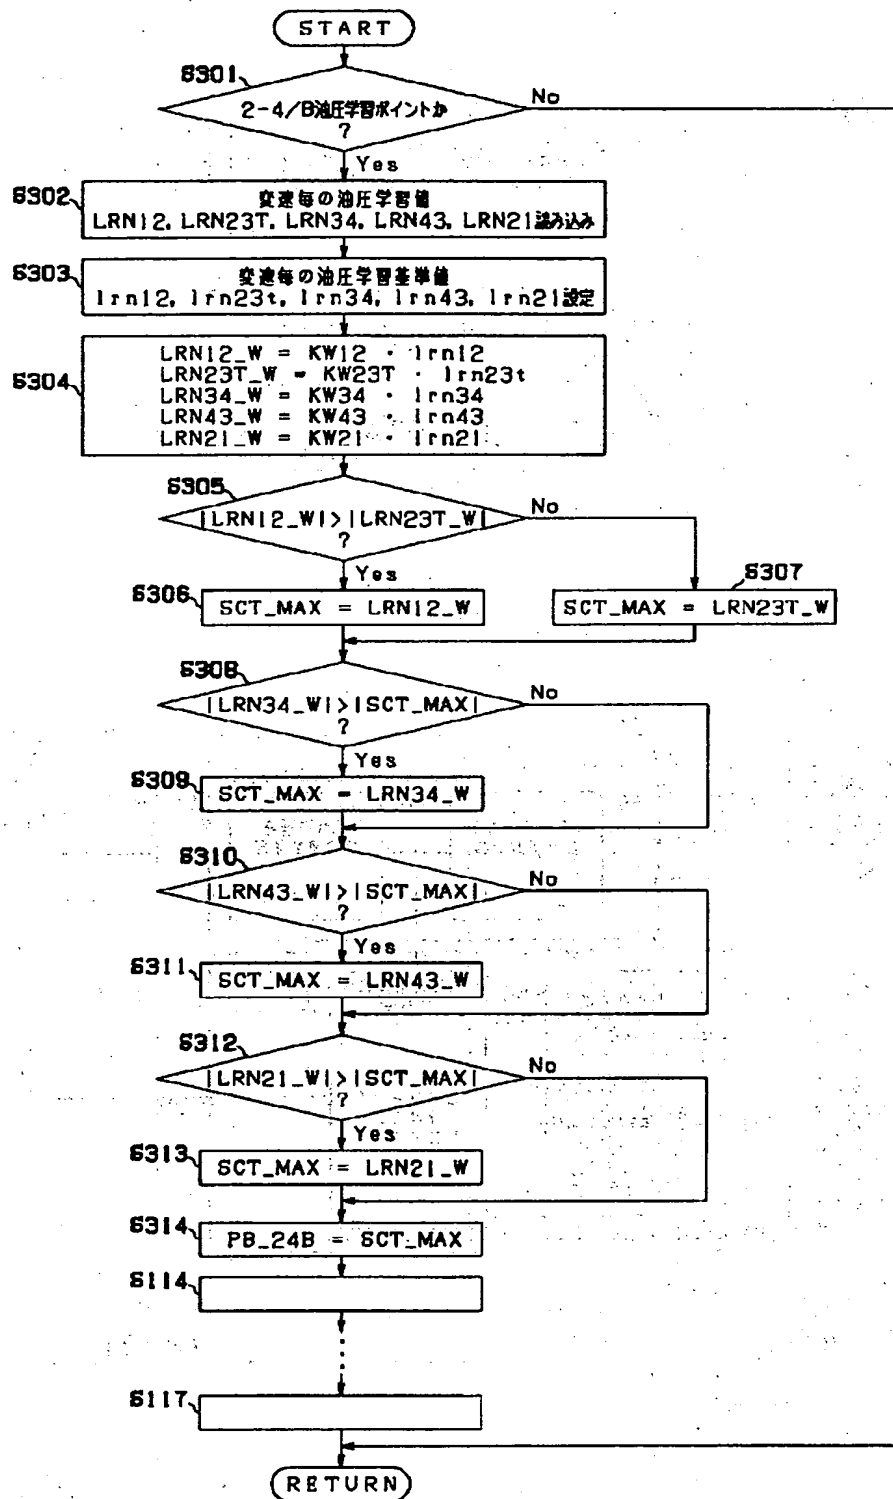 START
S301
2-4/B油圧学習ポイントか
?
No
Yes
S302
変速毎の油圧学習値
LRN12, LRN23T, LRN34, LRN43, LRN21読み込み
S303
変速毎の油圧学習基準値
lrn12, lrn23t, lrn34, lrn43, lrn21設定
S304
LRN12_W = KW12 · lrn12
LRN23T_W = KW23T · lrn23t
LRN34_W = KW34 · lrn34
LRN43_W = KW43 · lrn43
LRN21_W = KW21 · lrn21
S305
|LRN12_W|>|LRN23T_W|
?
No
Yes
S306
SCT_MAX = LRN12_W
S307
SCT_MAX = LRN23T_W
S308
|LRN34_W|>|SCT_MAX|
?
No
Yes
S309
SCT_MAX = LRN34_W
S310
|LRN43_W|>|SCT_MAX|
?
No
Yes
S311
SCT_MAX = LRN43_W
S312
|LRN21_W|>|SCT_MAX|
?
No
Yes
S313
SCT_MAX = LRN21_W
S314
PB_24B = SCT_MAX
S114
S117
RETURN